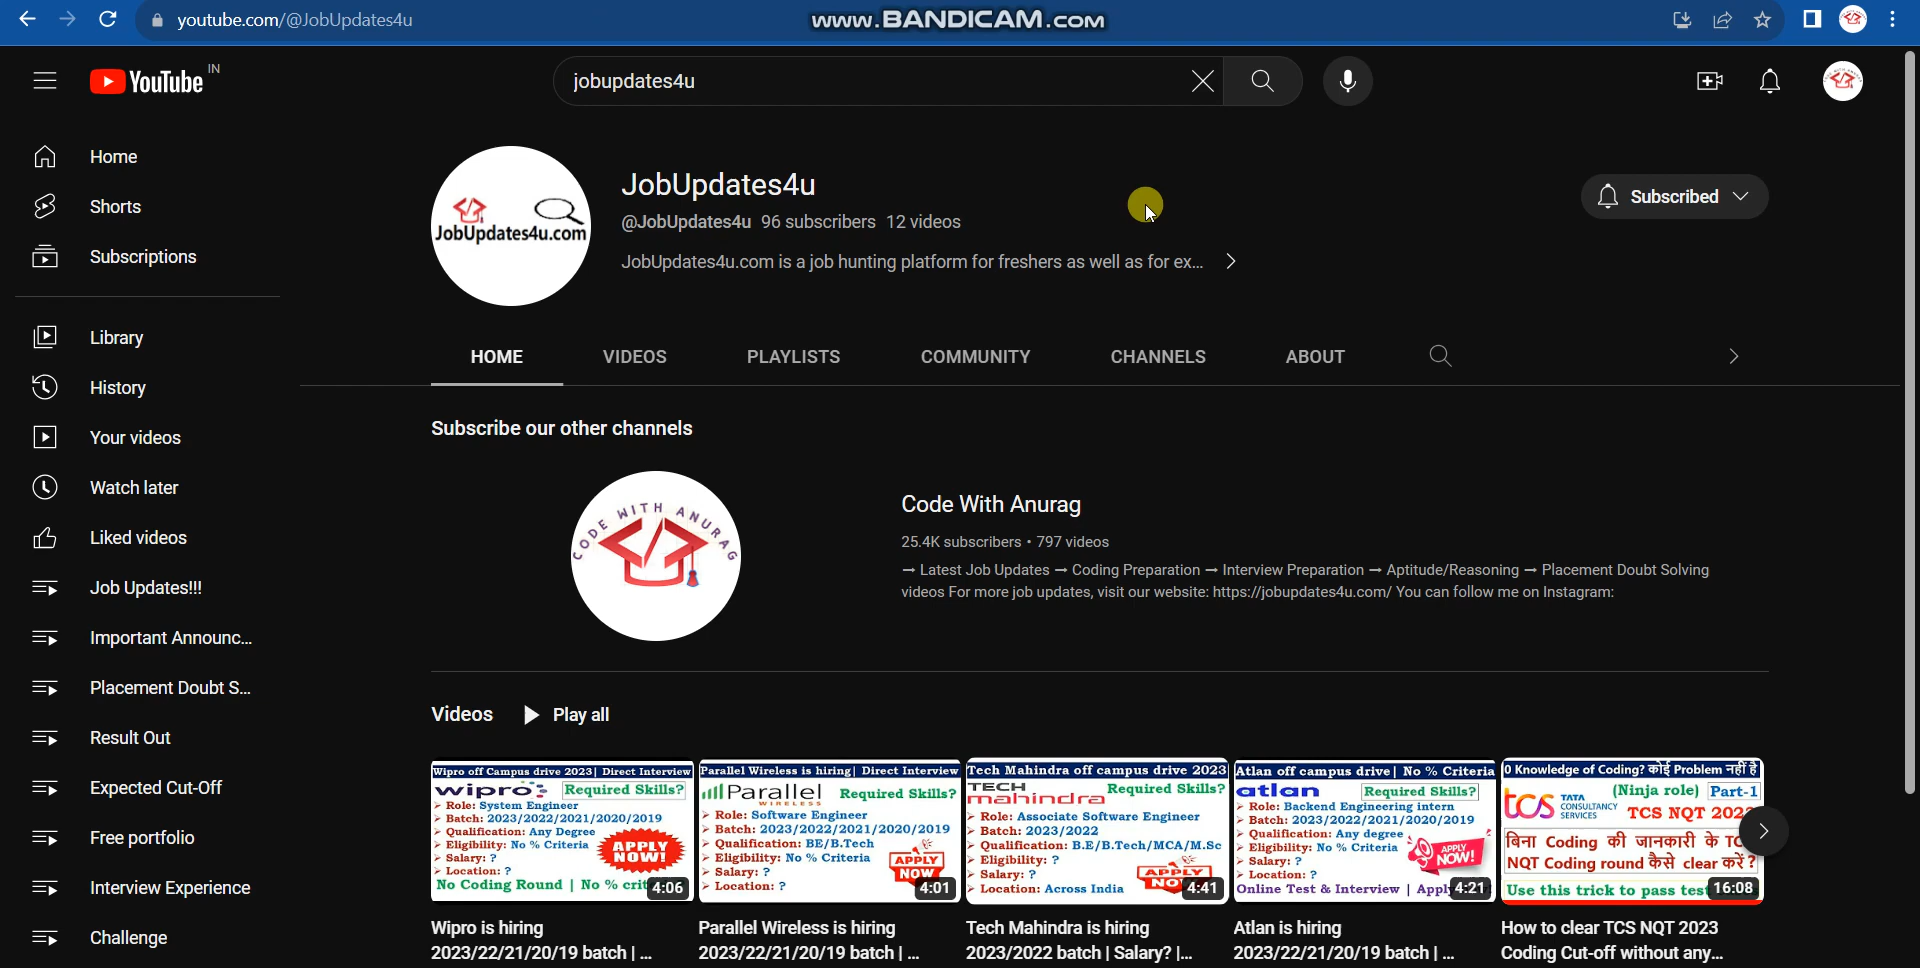 youtube.com/@JobUpdates4u
www.BANDICAM.com
YouTube IN
jobupdates4u
Home
Shorts
Subscriptions
Library
History
Your videos
Watch later
Liked videos
Job Updates!!!
Important Announc...
Placement Doubt S...
Result Out
Expected Cut-Off
Free portfolio
Interview Experience
Challenge
JobUpdates4u.com
JobUpdates4u
@JobUpdates4u 96 subscribers 12 videos
JobUpdates4u.com is a job hunting platform for freshers as well as for ex...
Subscribed
HOME VIDEOS PLAYLISTS COMMUNITY CHANNELS ABOUT
Subscribe our other channels
CODE WITH ANURAG
Code With Anurag
25.4K subscribers • 797 videos
→ Latest Job Updates → Coding Preparation → Interview Preparation → Aptitude/Reasoning → Placement Doubt Solving
videos For more job updates, visit our website: https://jobupdates4u.com/ You can follow me on Instagram:
Videos Play all
Wipro off Campus drive 2023| Direct Interview
wipro Required Skills?
➢ Role: System Engineer
➢ Batch: 2023/2022/2021/2020/2019
➢ Qualification: Any Degree
➢ Eligibility: No % Criteria
➢ Salary: ?
➢ Location: ?
APPLY
NOW!
No Coding Round | No % crit
4:06
Wipro is hiring
2023/22/21/20/19 batch | ...
Parallel Wireless is hiring| Direct Interview
Parallel Required Skills?
WIRELESS
➢ Role: Software Engineer
➢ Batch: 2023/2022/2021/2020/2019
➢ Qualification: BE/B.Tech
➢ Eligibility: No % Criteria
➢ Salary: ?
➢ Location: ?
APPLY
NOW
4:01
Parallel Wireless is hiring
2023/22/21/20/19 batch | ...
Tech Mahindra off campus drive 2023
TECH Required Skills?
mahindra
➢ Role: Associate Software Engineer
➢ Batch: 2023/2022
➢ Qualification: B.E/B.Tech/MCA/M.Sc
➢ Eligibility: ?
➢ Salary: ?
➢ Location: Across India
APPLY
NO
4:41
Tech Mahindra is hiring
2023/2022 batch | Salary? |...
Atlan off campus drive | No % Criteria
atlan Required Skills?
➢ Role: Backend Engineering intern
➢ Batch: 2023/2022/2021/2020/2019
➢ Qualification: Any degree
➢ Eligibility: No % Criteria
➢ Salary: ?
➢ Location: ?
APPLY
NOW!
Online Test & Interview | Appl
4:21
Atlan is hiring
2023/22/21/20/19 batch | ...
0 Knowledge of Coding? कोई Problem नहीं है
(Ninja role) Part-1
tcs TATA
CONSULTANCY
SERVICES
TCS NQT 202
बिना Coding की जानकारी के TC
NQT Coding round कैसे clear करें ?
Use this trick to pass test
16:08
How to clear TCS NQT 2023
Coding Cut-off without any...